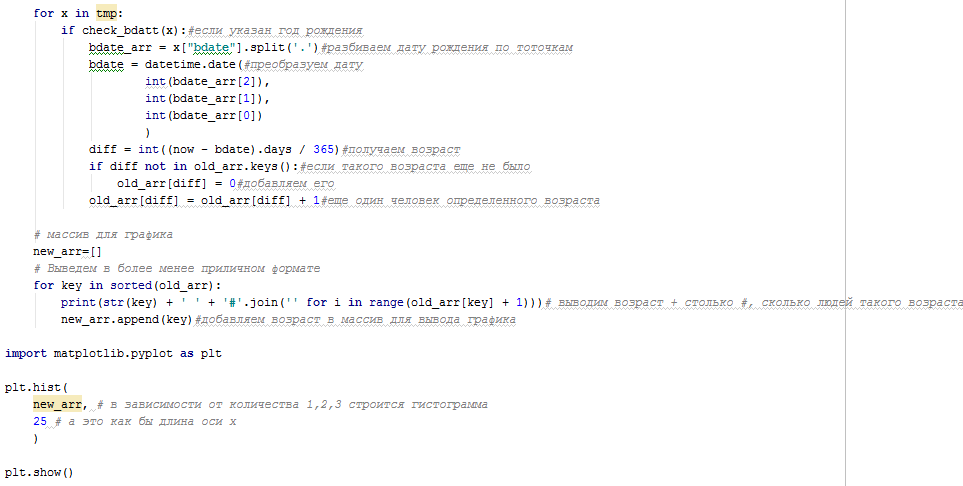 for x in tmp:
if check_bdatt(x):#если указан год рождения
bdate_arr = x["bdate"].split('.')#разбиваем дату рождения по тоточкам
bdate = datetime.date(#преобразуем дату
int(bdate_arr[2]),
int(bdate_arr[1]),
int(bdate_arr[0])
)
diff = int((now - bdate).days / 365)#получаем возраст
if diff not in old_arr.keys():#если такого возраста еще не было
old_arr[diff] = 0#добавляем его
old_arr[diff] = old_arr[diff] + 1#еще один человек определенного возраста
# массив для графика
new_arr=[]
# Выведем в более менее приличном формате
for key in sorted(old_arr):
print(str(key) + ' ' + '#'.join('' for i in range(old_arr[key] + 1)))# выводим возраст + столько #, сколько людей такого возраста
new_arr.append(key)#добавляем возраст в массив для вывода графика
import matplotlib.pyplot as plt
plt.hist(
new_arr, # в зависимости от количества 1,2,3 строится гистограмма
25 # а это как бы длина оси x
)
plt.show()